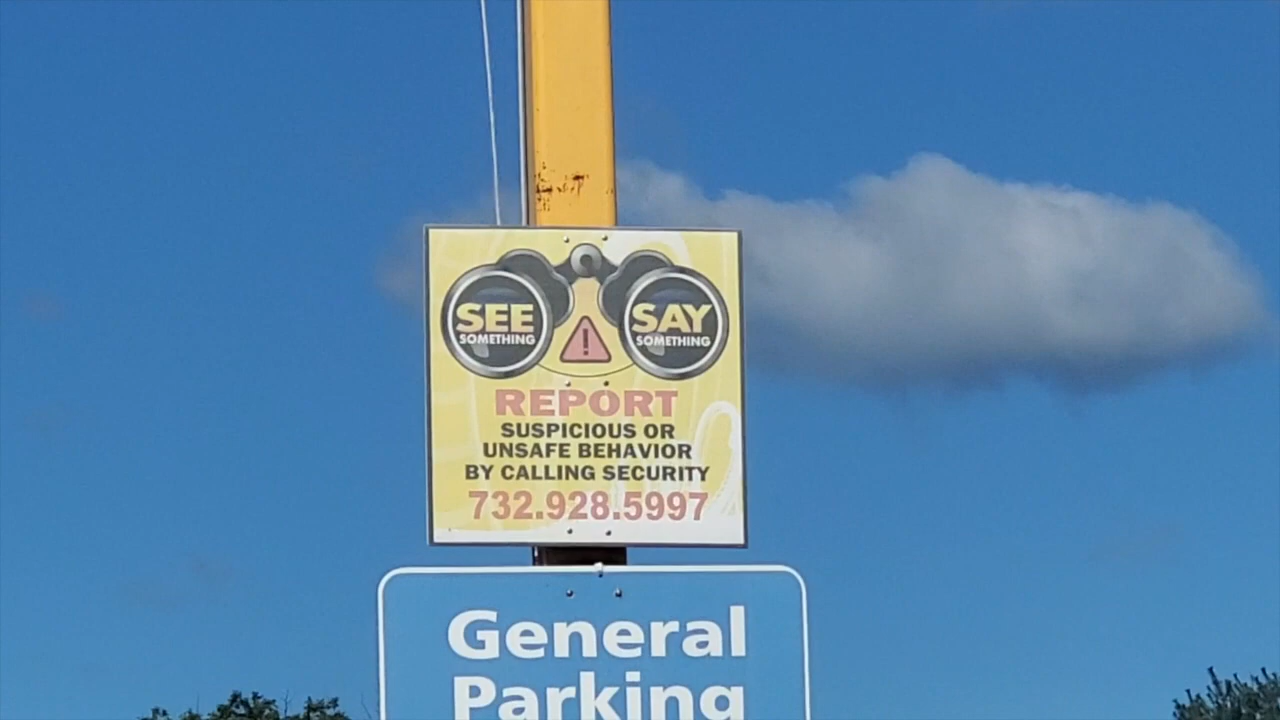 SEE
SOMETHING
SAY
SOMETHING
!
REPORT
SUSPICIOUS OR
UNSAFE BEHAVIOR
BY CALLING SECURITY
732.928.5997
General
Parking